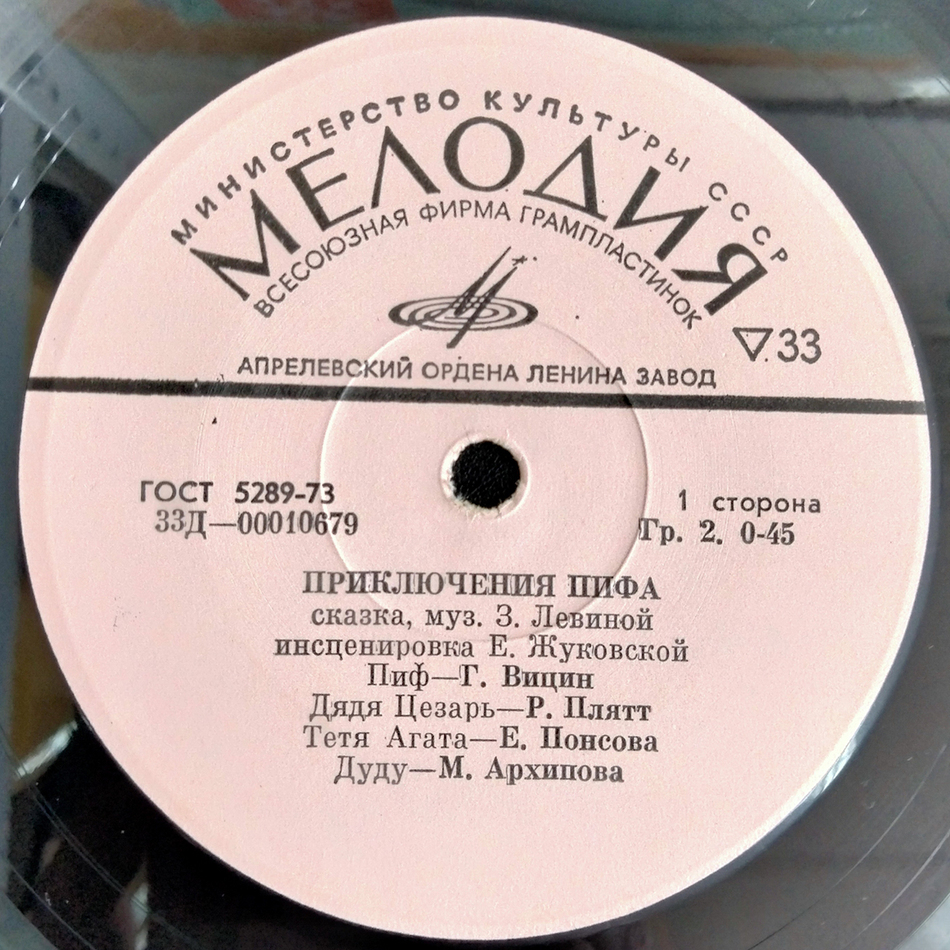 МИНИСТЕРСТВО КУЛЬТУРЫ СССР
МЕЛОДИЯ
ВСЕСОЮЗНАЯ ФИРМА ГРАМПЛАСТИНОК
33
АПРЕЛЕВСКИЙ ОРДЕНА ЛЕНИНА ЗАВОД
ГОСТ 5289-73
33Д—00010679
1 сторона
Гр. 2. 0-45
ПРИКЛЮЧЕНИЯ ПИФА
сказка, муз. З. Левиной
инсценировка Е. Жуковской
Пиф—Г. Вицин
Дядя Цезарь—Р. Плятт
Тетя Агата—Е. Понсова
Дуду—М. Архипова